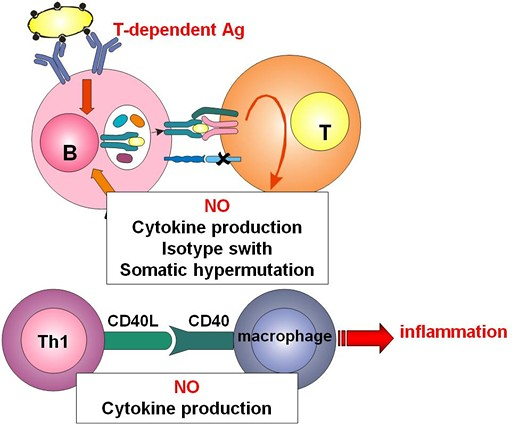 T-dependent Ag
B
T
NO
Cytokine production
Isotype swith
Somatic hypermutation
CD40L
CD40
Th1
macrophage
inflammation
NO
Cytokine production